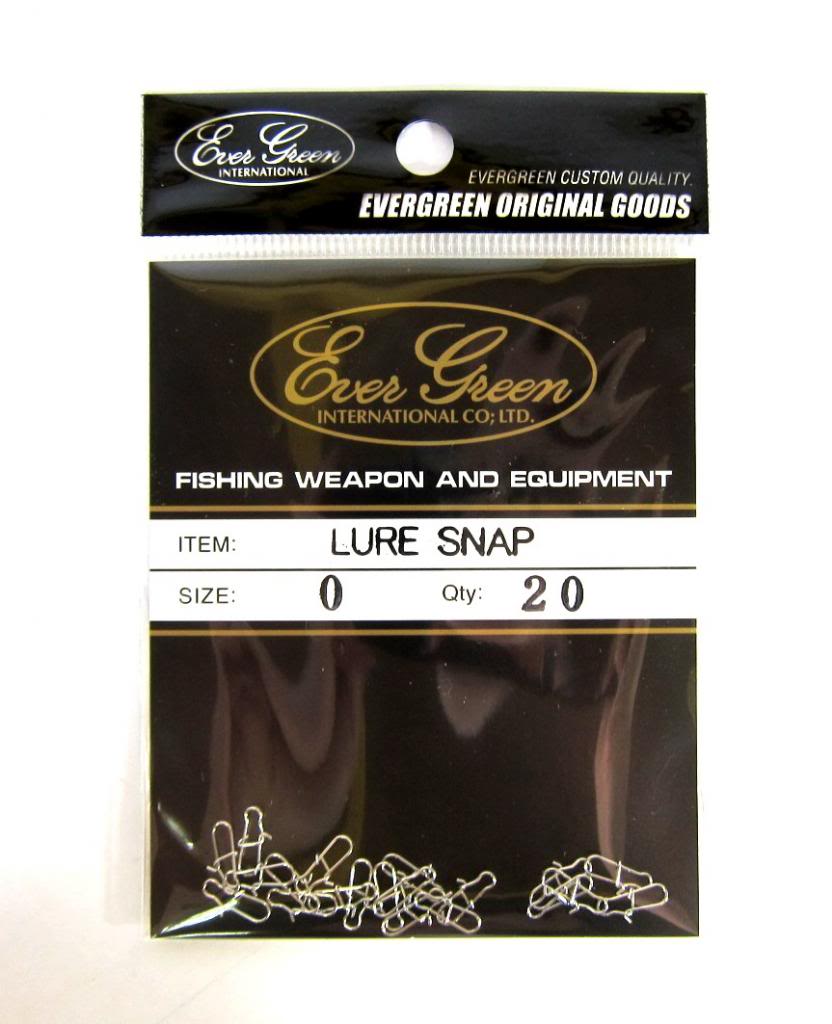 Ever Green
INTERNATIONAL
EVERGREEN CUSTOM QUALITY.
EVERGREEN ORIGINAL GOODS
Ever Green
INTERNATIONAL CO; LTD.
FISHING WEAPON AND EQUIPMENT
ITEM: LURE SNAP
SIZE: 0 Qty: 20